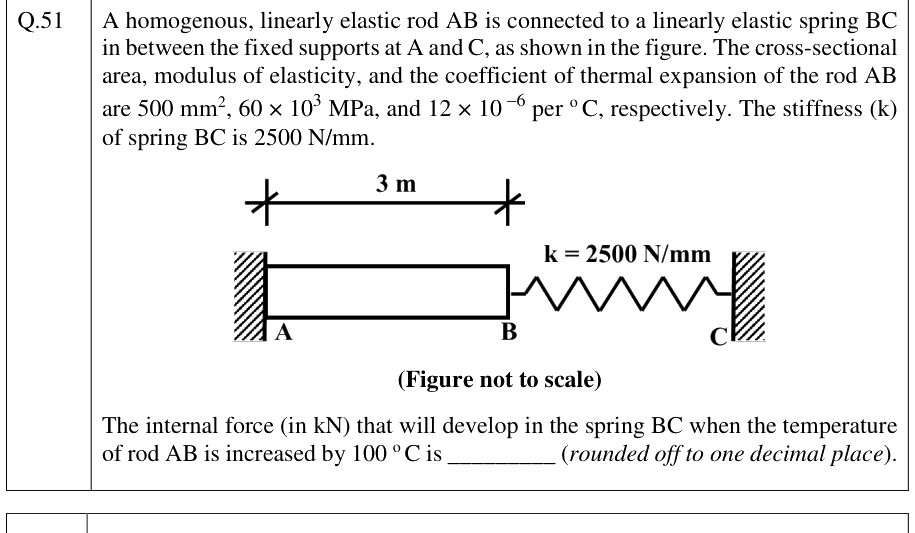 Q.51 A homogenous, linearly elastic rod AB is connected to a linearly elastic spring BC
in between the fixed supports at A and C, as shown in the figure. The cross-sectional
area, modulus of elasticity, and the coefficient of thermal expansion of the rod AB
are 500 mm², 60 × 10³ MPa, and 12 × 10⁻⁶ per °C, respectively. The stiffness (k)
of spring BC is 2500 N/mm.
3 m
k = 2500 N/mm
A B C
(Figure not to scale)
The internal force (in kN) that will develop in the spring BC when the temperature
of rod AB is increased by 100 °C is _________ (rounded off to one decimal place).